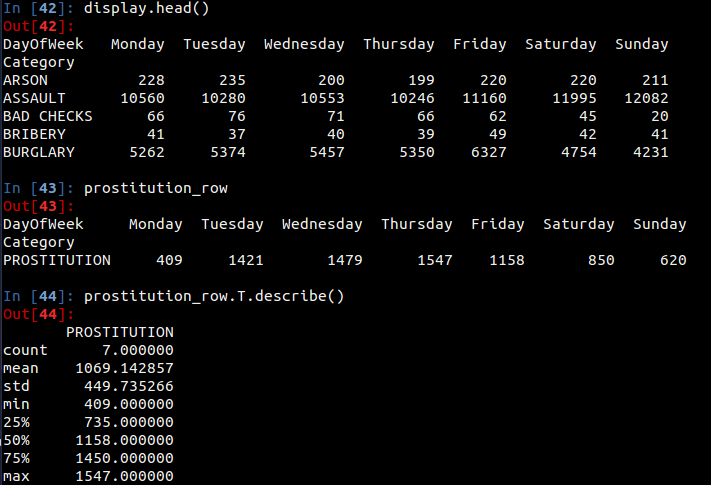 In [42]: display.head()
Out[42]:
DayOfWeek   Monday  Tuesday  Wednesday  Thursday  Friday  Saturday  Sunday
Category
ARSON          228      235        200       199     220       220     211
ASSAULT      10560    10280      10553     10246   11160     11995   12082
BAD CHECKS      66       76         71        66      62        45      20
BRIBERY         41       37         40        39      49        42      41
BURGLARY      5262     5374       5457      5350    6327      4754    4231
In [43]: prostitution_row
Out[43]:
DayOfWeek     Monday  Tuesday  Wednesday  Thursday  Friday  Saturday  Sunday
Category
PROSTITUTION     409     1421       1479      1547    1158       850     620
In [44]: prostitution_row.T.describe()
Out[44]:
       PROSTITUTION
count      7.000000
mean    1069.142857
std      449.735266
min      409.000000
25%      735.000000
50%     1158.000000
75%     1450.000000
max     1547.000000